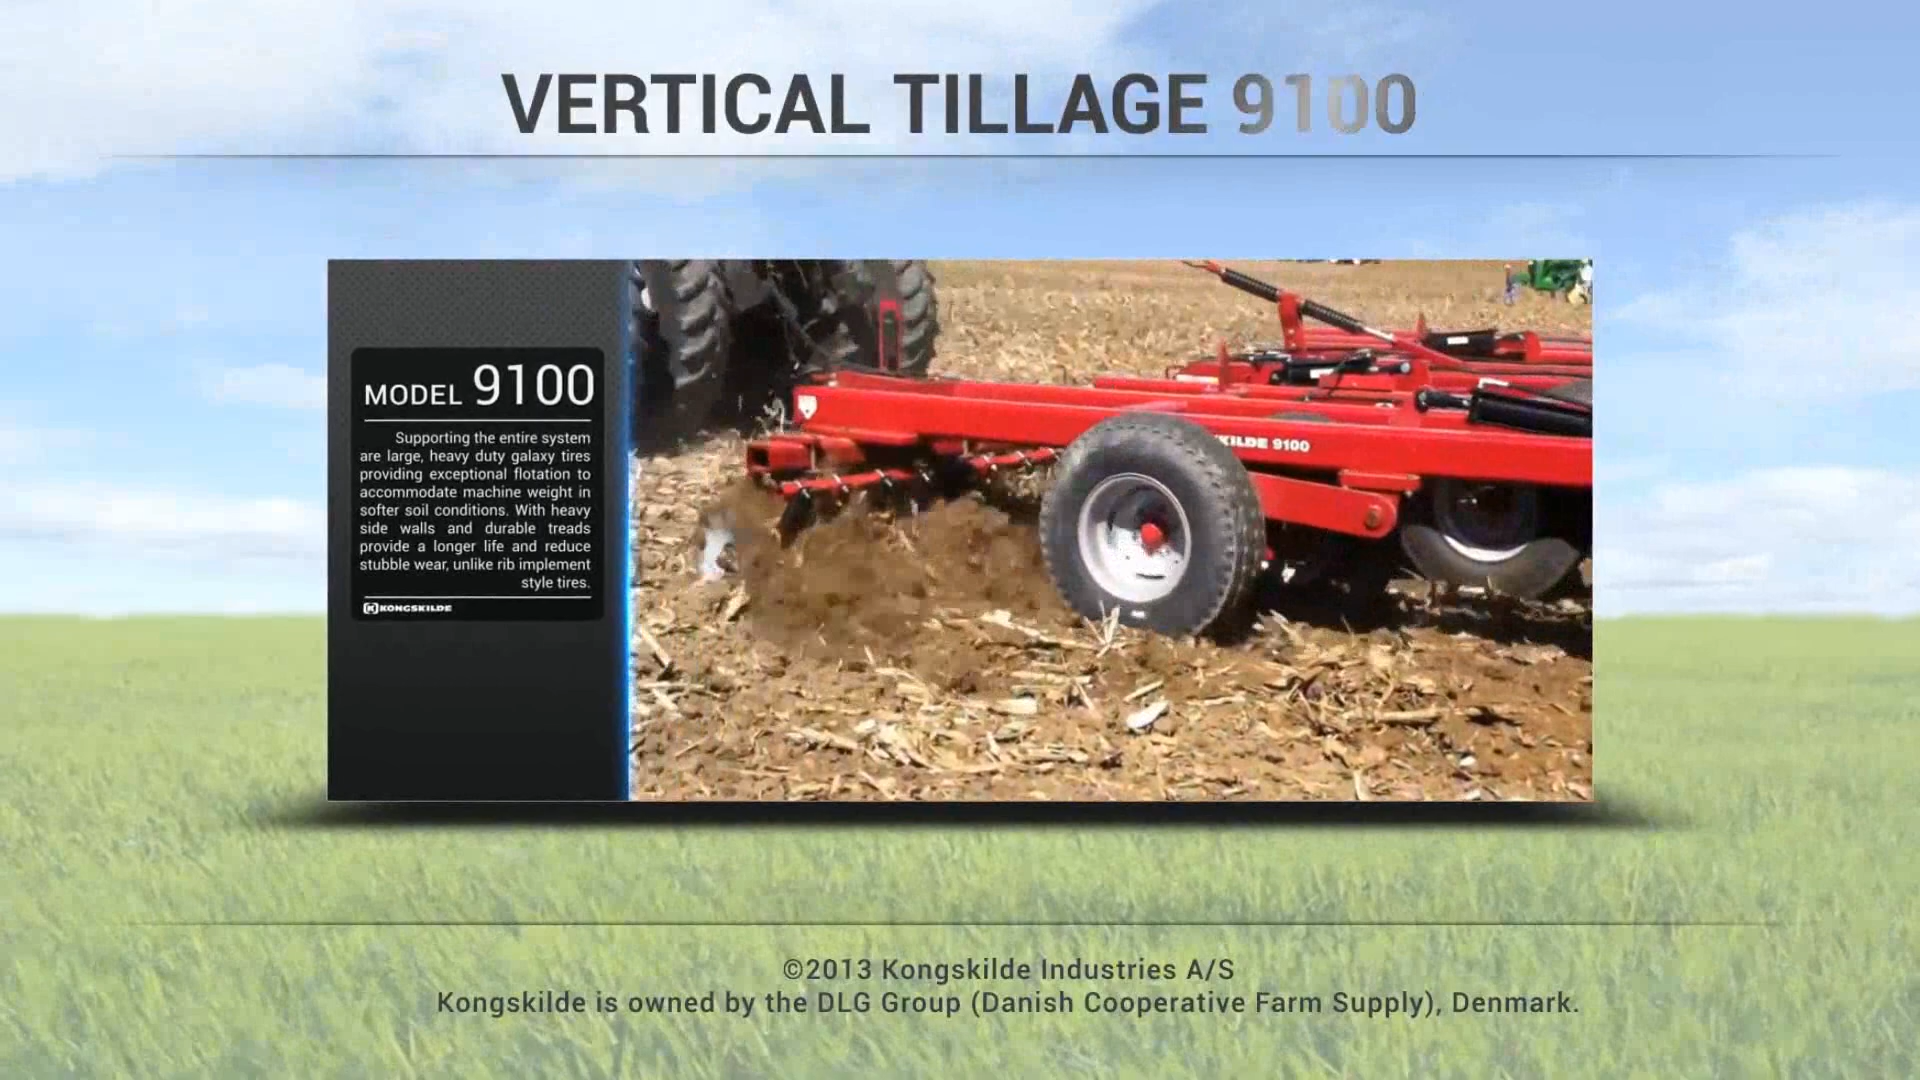 VERTICAL TILLAGE 9100
MODEL 9100
Supporting the entire system
are large, heavy duty galaxy tires
providing exceptional flotation to
accommodate machine weight in
softer soil conditions. With heavy
side walls and durable treads
provide a longer life and reduce
stubble wear, unlike rib implement
style tires.
KONGSKILDE
KILDE 9100
©2013 Kongskilde Industries A/S
Kongskilde is owned by the DLG Group (Danish Cooperative Farm Supply), Denmark.